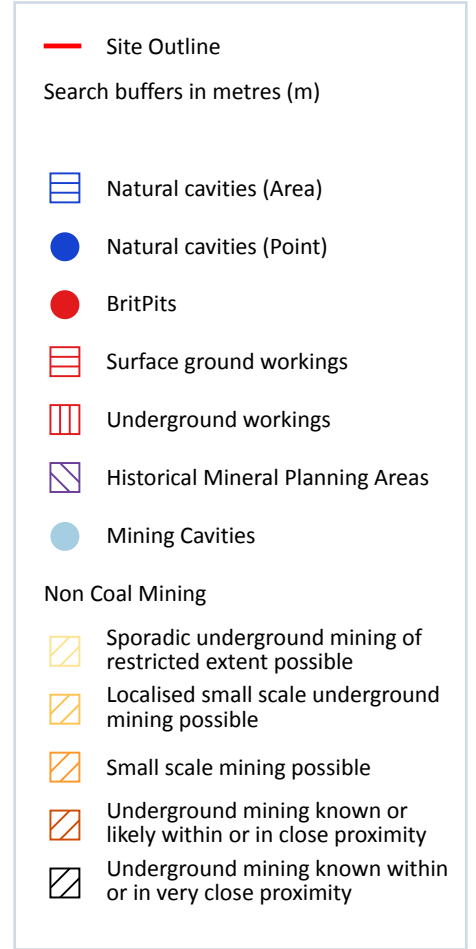 Site Outline
Search buffers in metres (m)
Natural cavities (Area)
Natural cavities (Point)
BritPits
Surface ground workings
Underground workings
Historical Mineral Planning Areas
Mining Cavities
Non Coal Mining
Sporadic underground mining of
restricted extent possible
Localised small scale underground
mining possible
Small scale mining possible
Underground mining known or
likely within or in close proximity
Underground mining known within
or in very close proximity